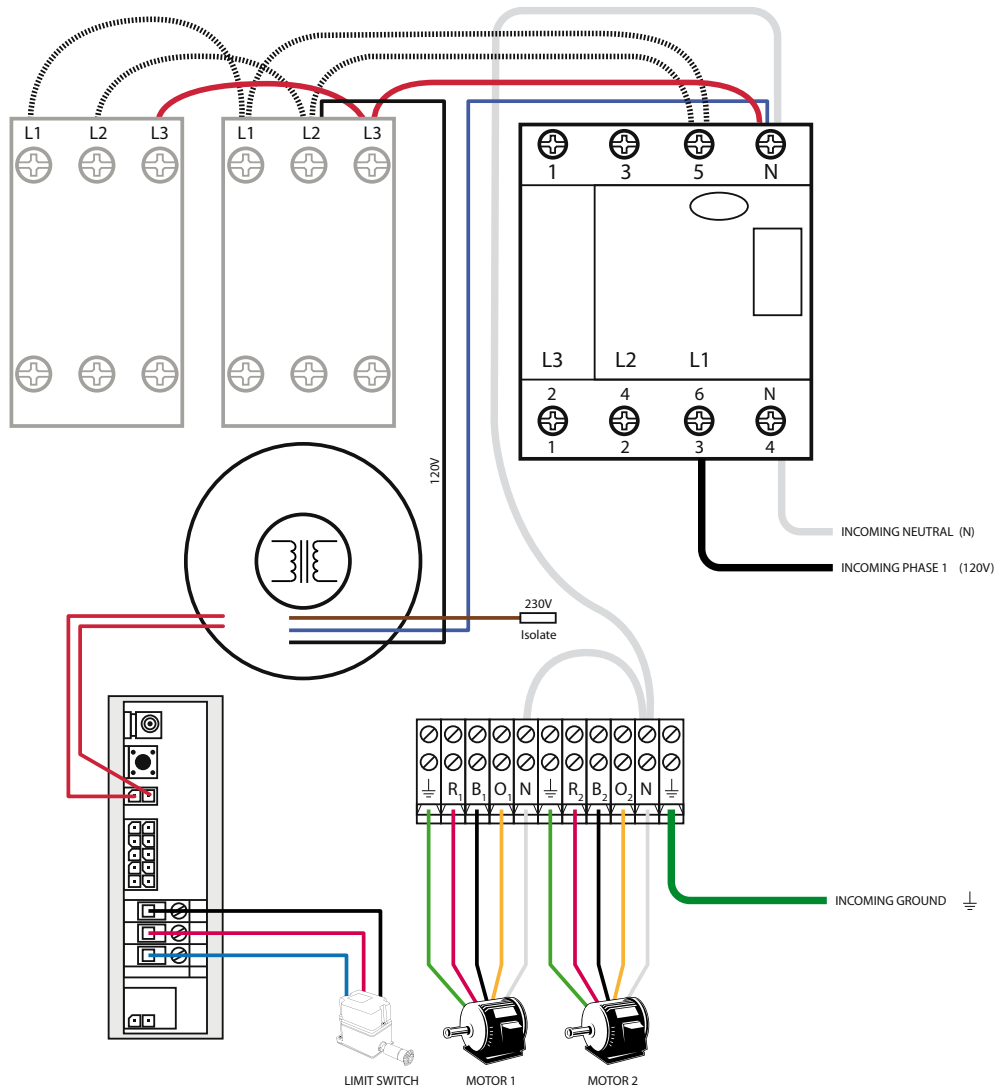 L1 L2 L3 L1 L2 L3
1 3 5 N
L3 L2 L1
2 4 6 N
1 2 3 4
120V
INCOMING NEUTRAL (N)
INCOMING PHASE 1 (120V)
230V
Isolate
R1 B1 O1 N R2 B2 O2 N
INCOMING GROUND
LIMIT SWITCH MOTOR 1 MOTOR 2